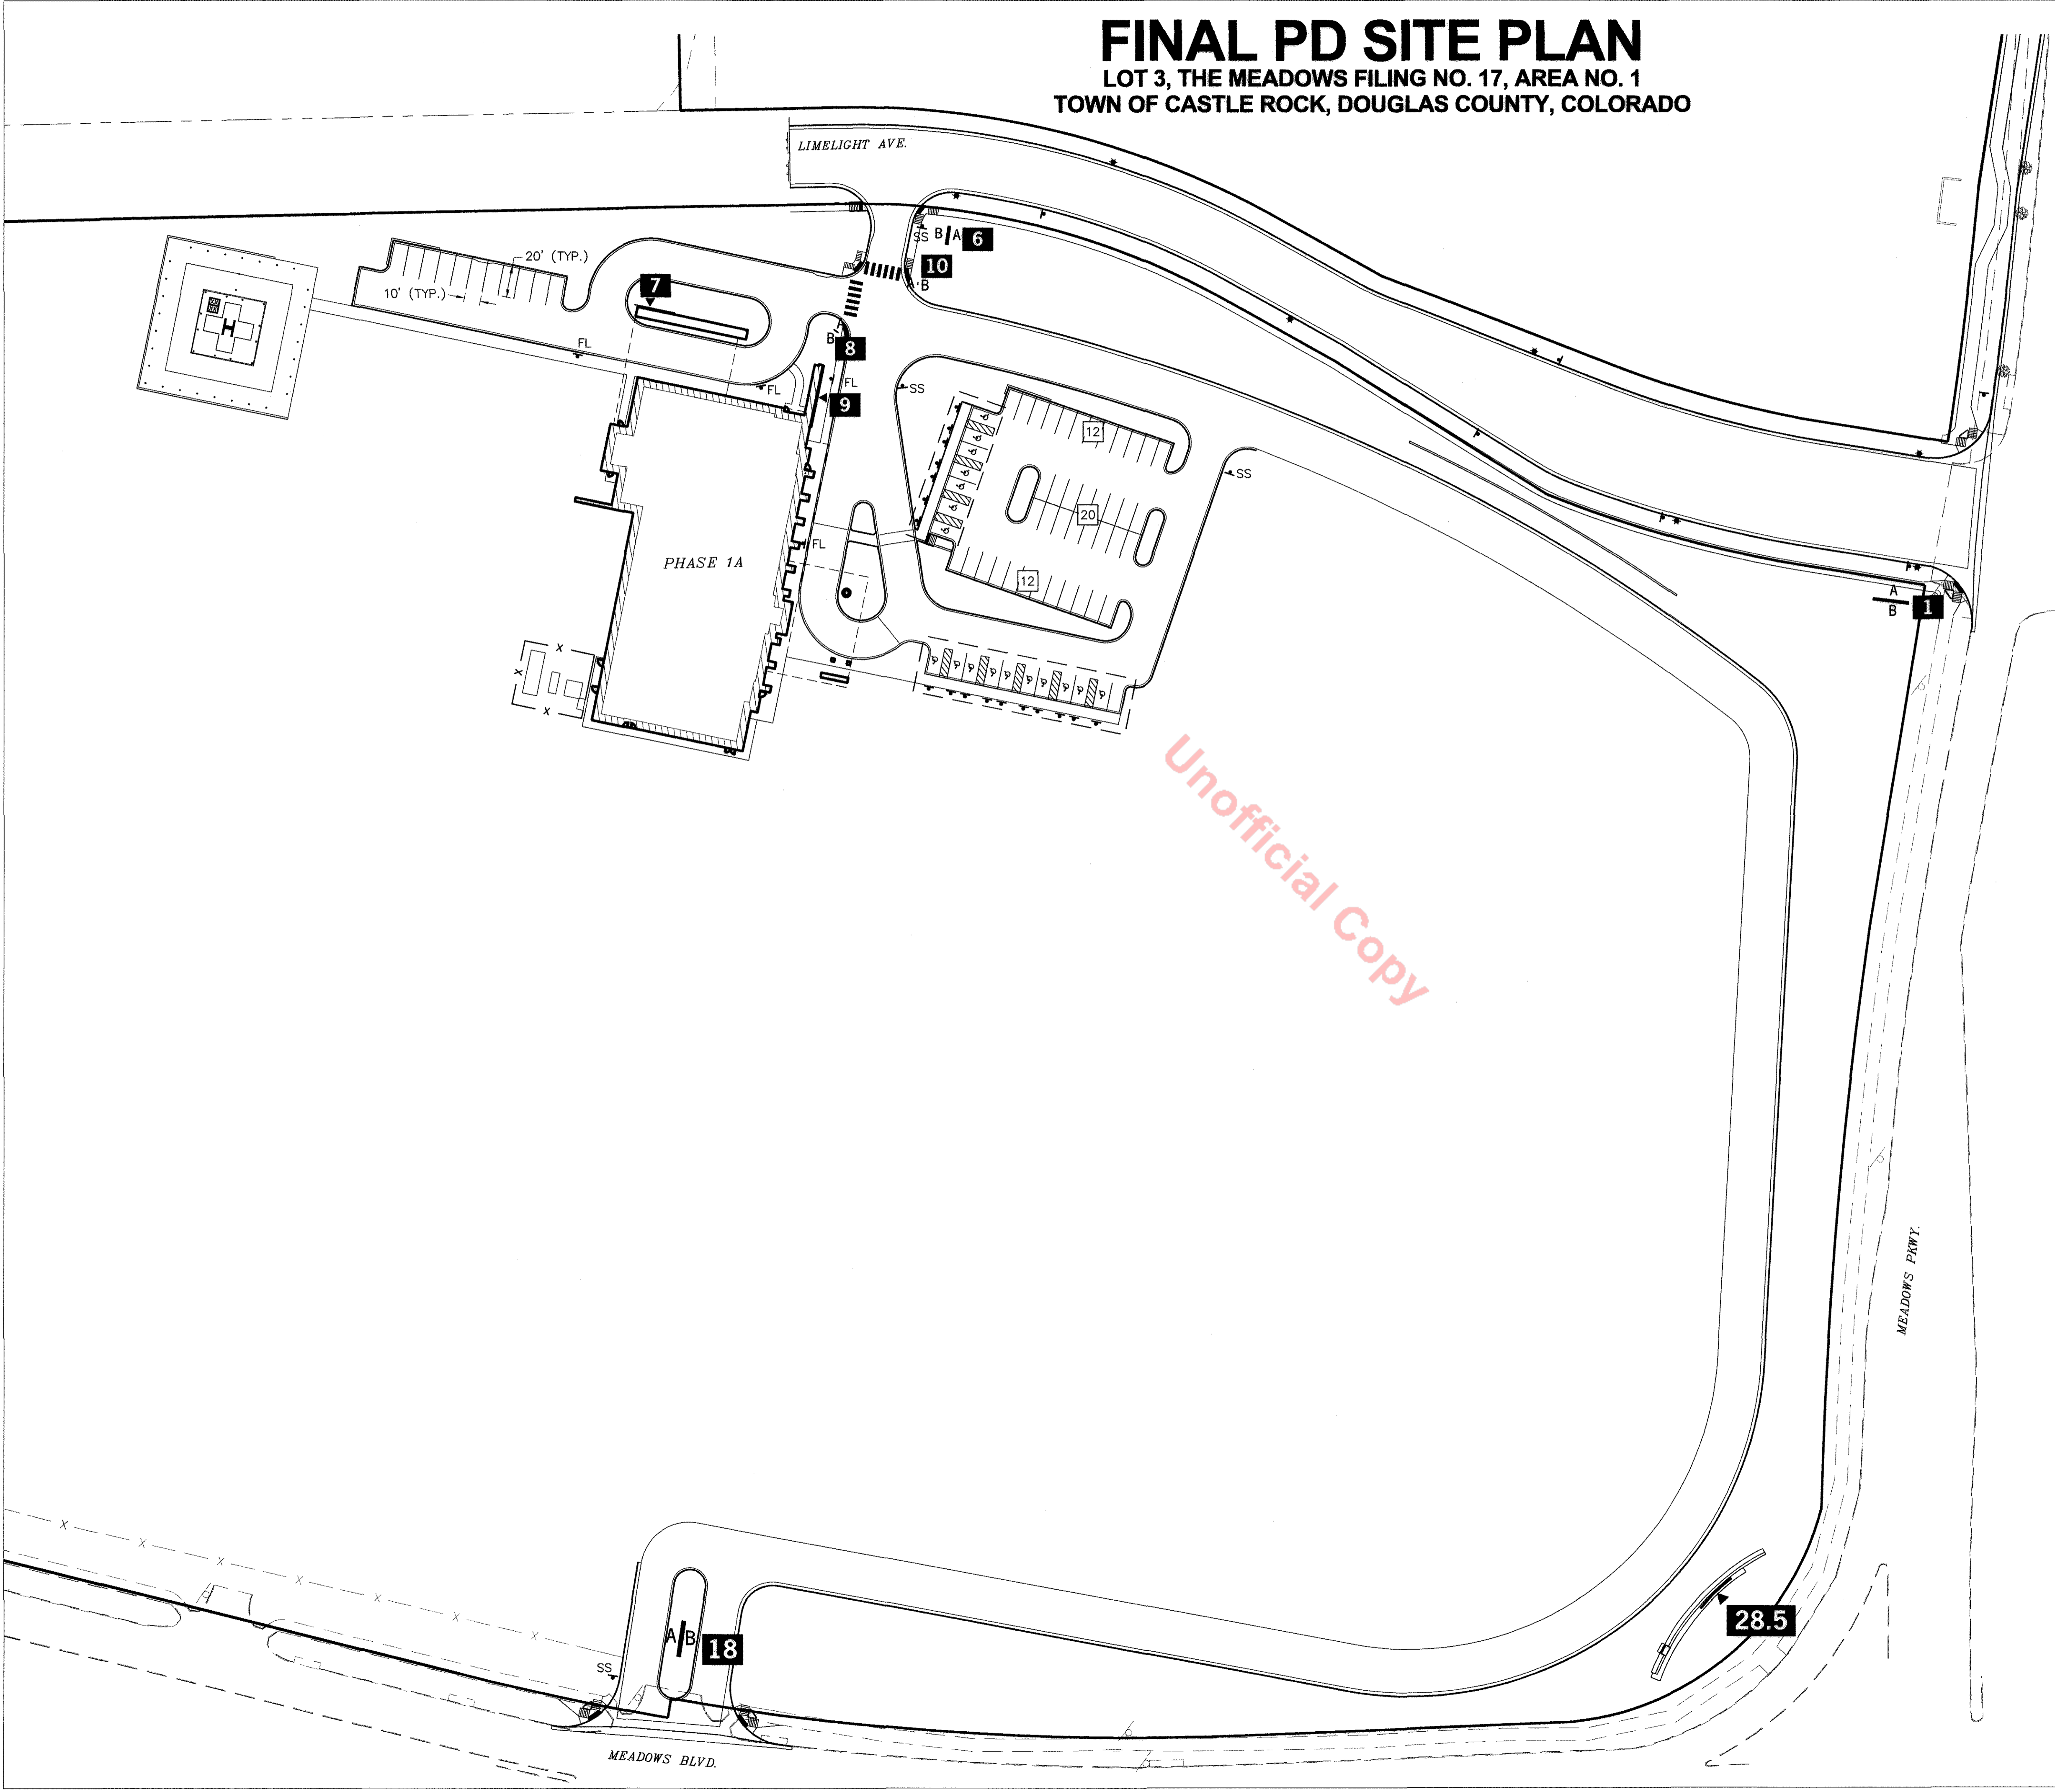 FINAL PD SITE PLAN
LOT 3, THE MEADOWS FILING NO. 17, AREA NO. 1
TOWN OF CASTLE ROCK, DOUGLAS COUNTY, COLORADO
LIMELIGHT AVE.
SS B A 6
20' (TYP.)
10
10' (TYP.)
7
A B
H
FL
B 8
FL
FL
9
SS
12
SS
20
FL
PHASE 1A
12
A
B
1
X
X
X
Unofficial Copy
MEADOWS PKWY.
X
X
X
X
X
X
X
28.5
A B 18
SS
MEADOWS BLVD.